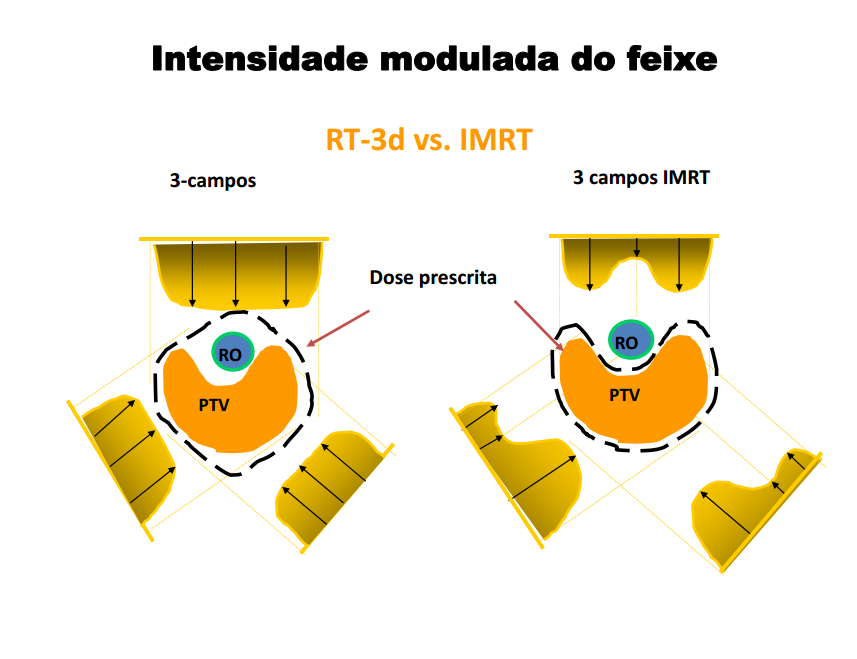 Intensidade modulada do feixe
RT-3d vs. IMRT
3-campos
3 campos IMRT
Dose prescrita
RO
PTV
RO
PTV